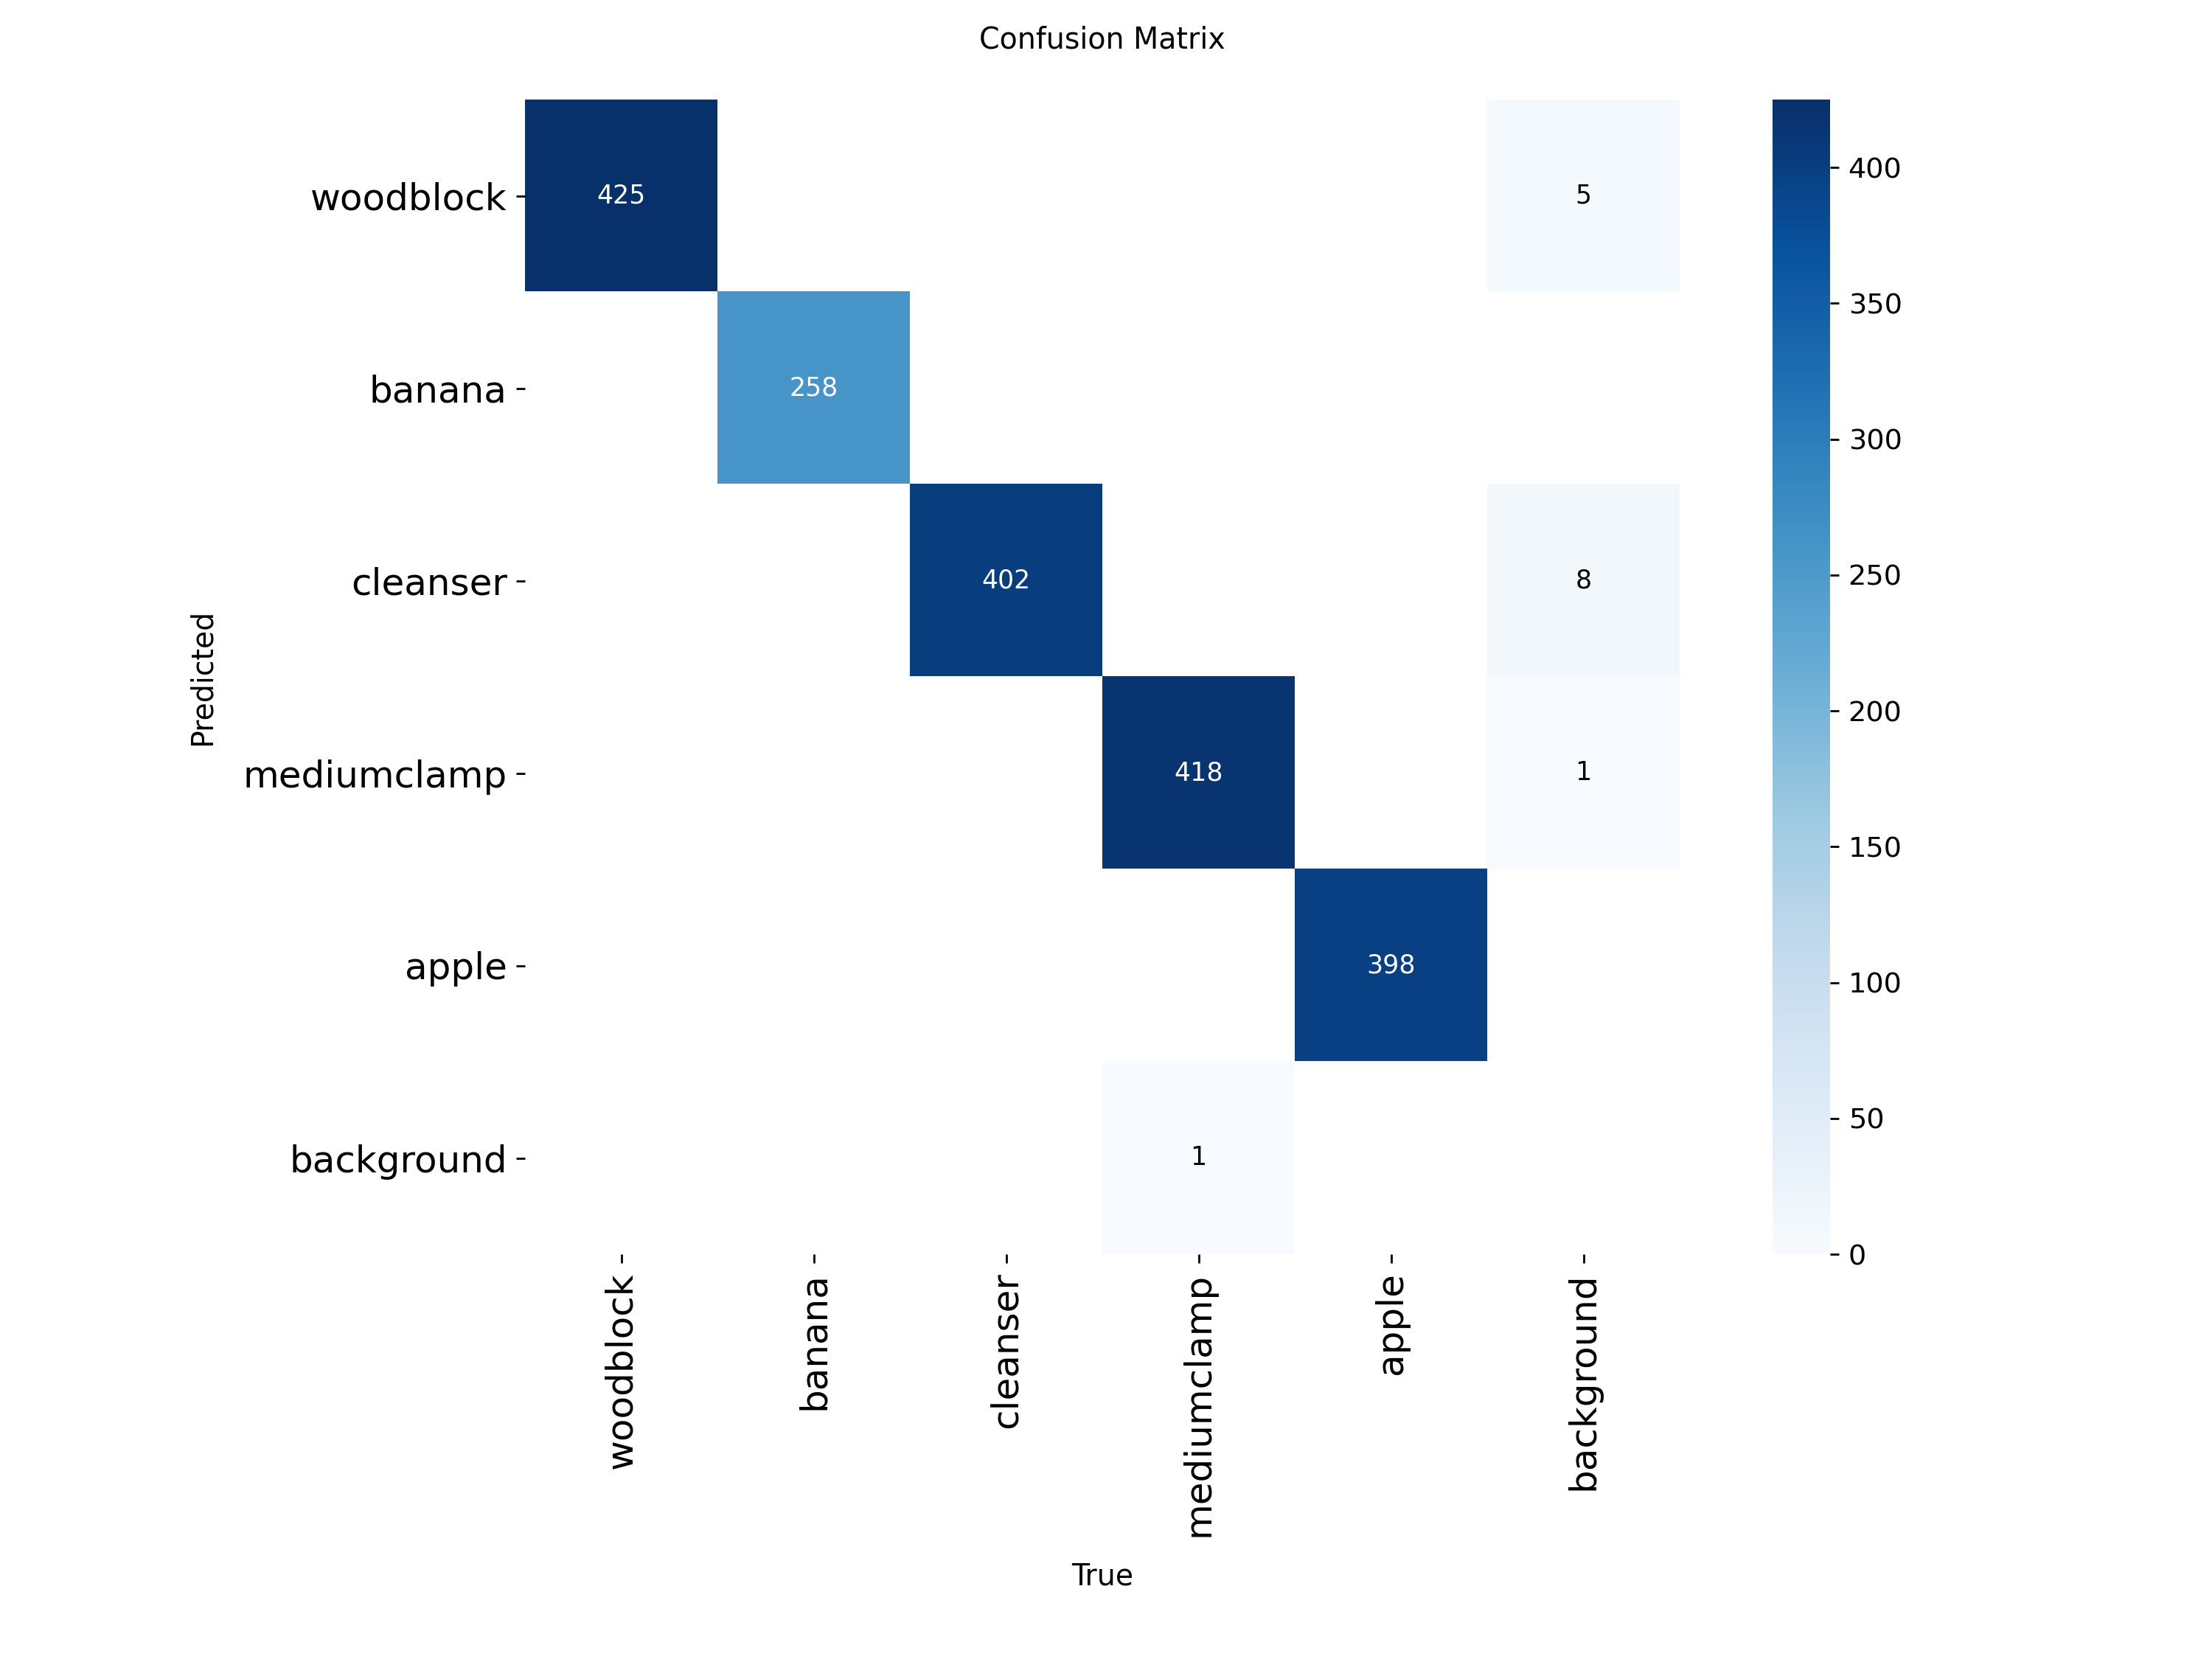 Confusion Matrix
woodblock
425
5
400
350
banana
258
300
cleanser
402
8
250
Predicted
200
mediumclamp
418
1
150
apple
398
100
background
1
50
0
woodblock
banana
cleanser
mediumclamp
apple
background
True